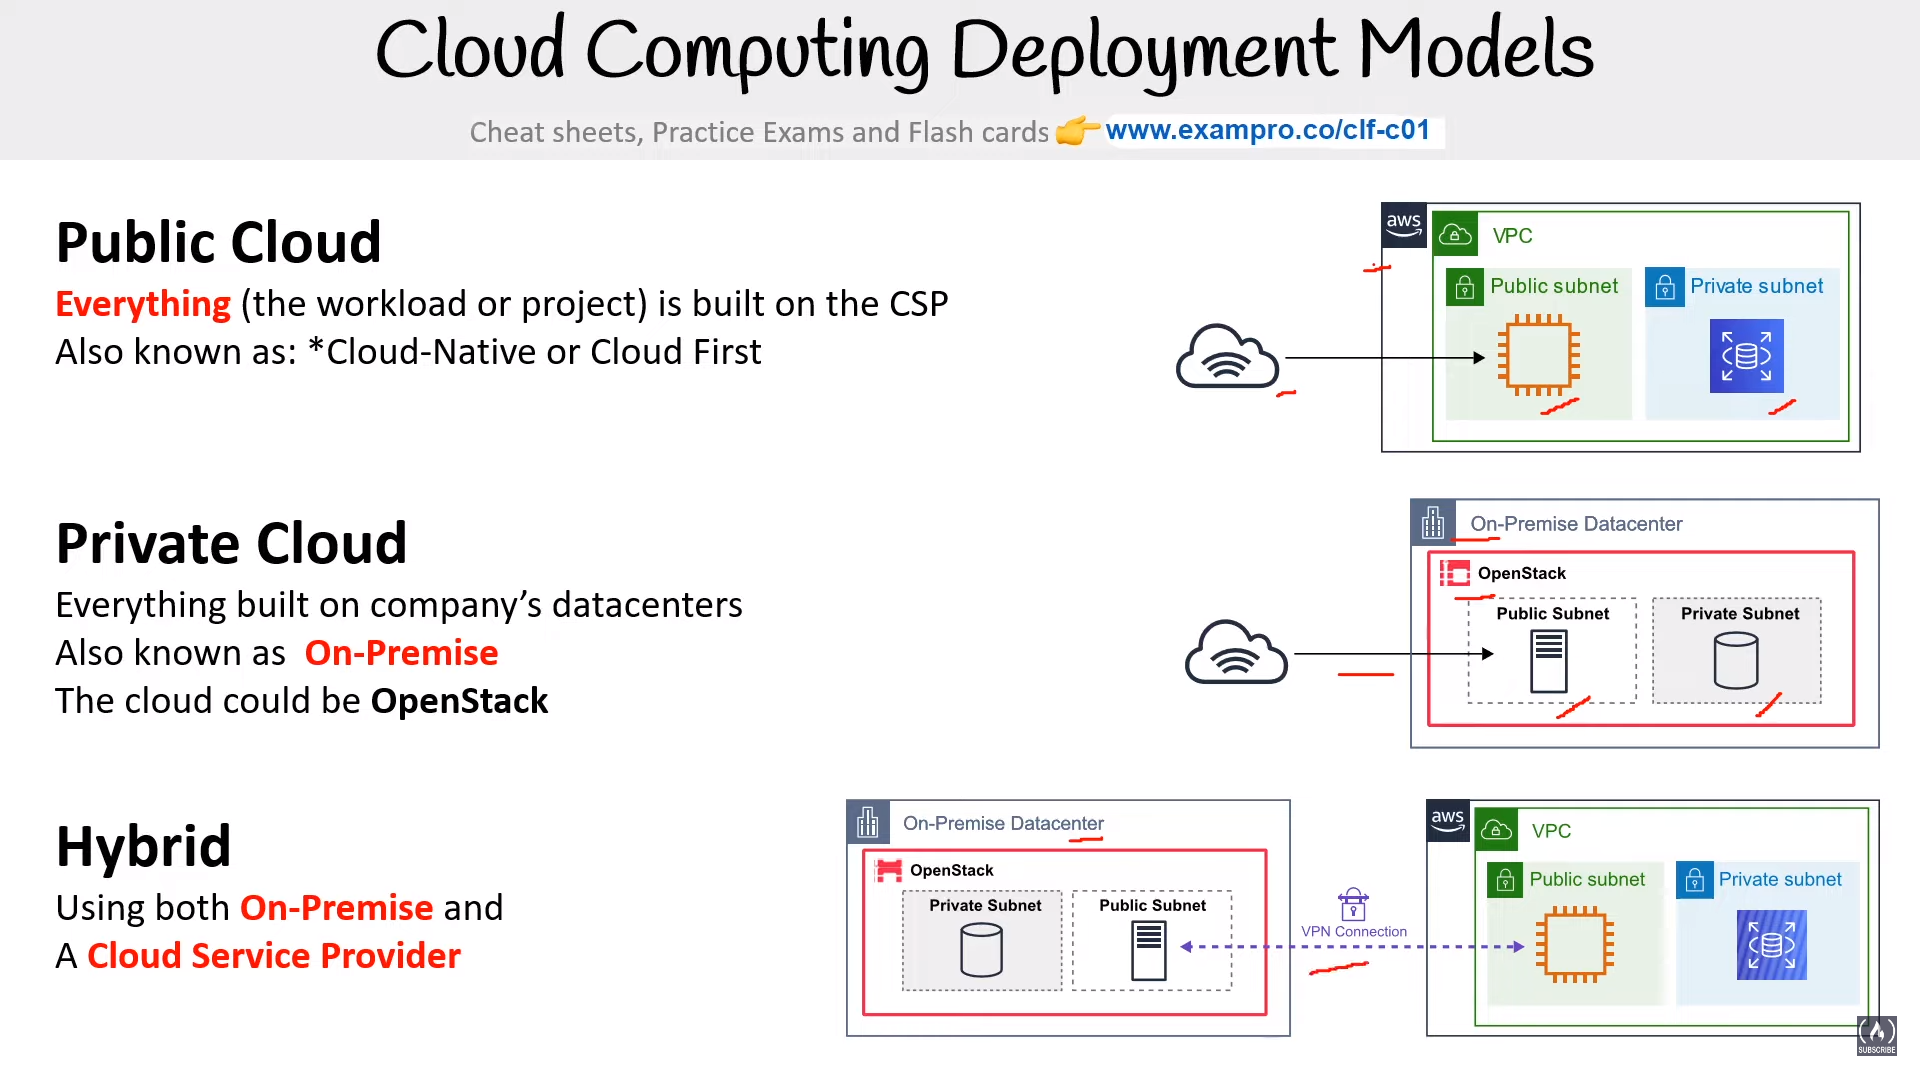 Cloud Computing Deployment Models
Cheat sheets, Practice Exams and Flash cards 👉 www.exampro.co/clf-c01
Public Cloud
Everything (the workload or project) is built on the CSP
Also known as: *Cloud-Native or Cloud First
aws
VPC
Public subnet
Private subnet
Private Cloud
Everything built on company’s datacenters
Also known as On-Premise
The cloud could be OpenStack
On-Premise Datacenter
OpenStack
Public Subnet
Private Subnet
Hybrid
Using both On-Premise and
A Cloud Service Provider
On-Premise Datacenter
OpenStack
Private Subnet
Public Subnet
VPN Connection
aws
VPC
Public subnet
Private subnet
SUBSCRIBE